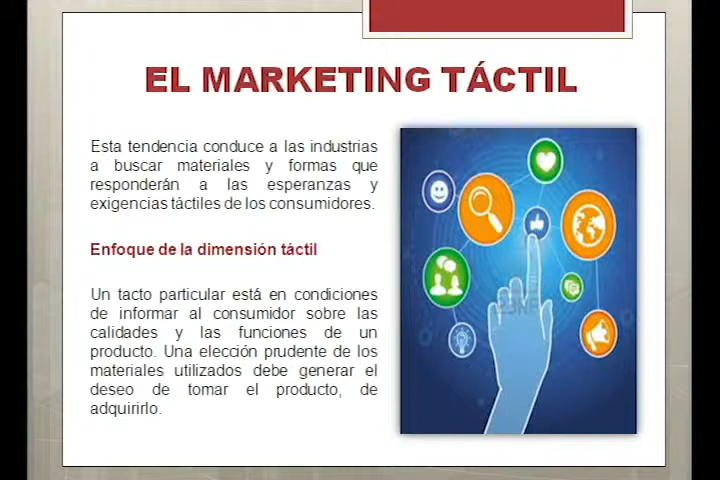 EL MARKETING TÁCTIL
Esta tendencia conduce a las industrias
a buscar materiales y formas que
responderán a las esperanzas y
exigencias táctiles de los consumidores.
Enfoque de la dimensión táctil
Un tacto particular está en condiciones
de informar al consumidor sobre las
calidades y las funciones de un
producto. Una elección prudente de los
materiales utilizados debe generar el
deseo de tomar el producto, de
adquirirlo.